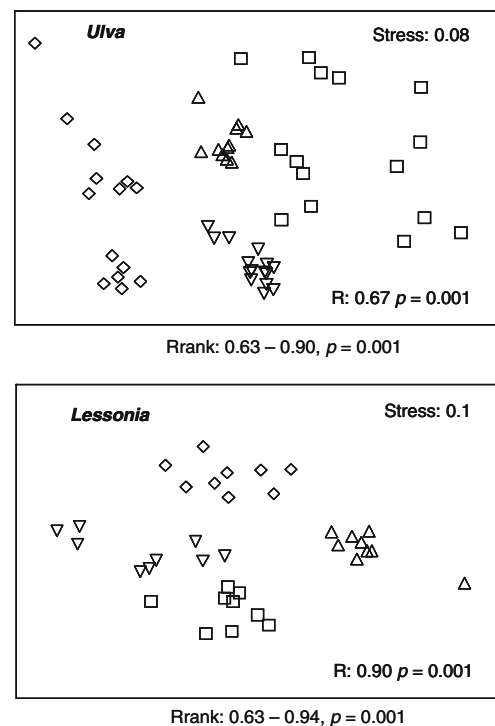 Ulva
Stress: 0.08
R: 0.67 p = 0.001
Rrank: 0.63 – 0.90, p = 0.001
Lessonia
Stress: 0.1
R: 0.90 p = 0.001
Rrank: 0.63 – 0.94, p = 0.001